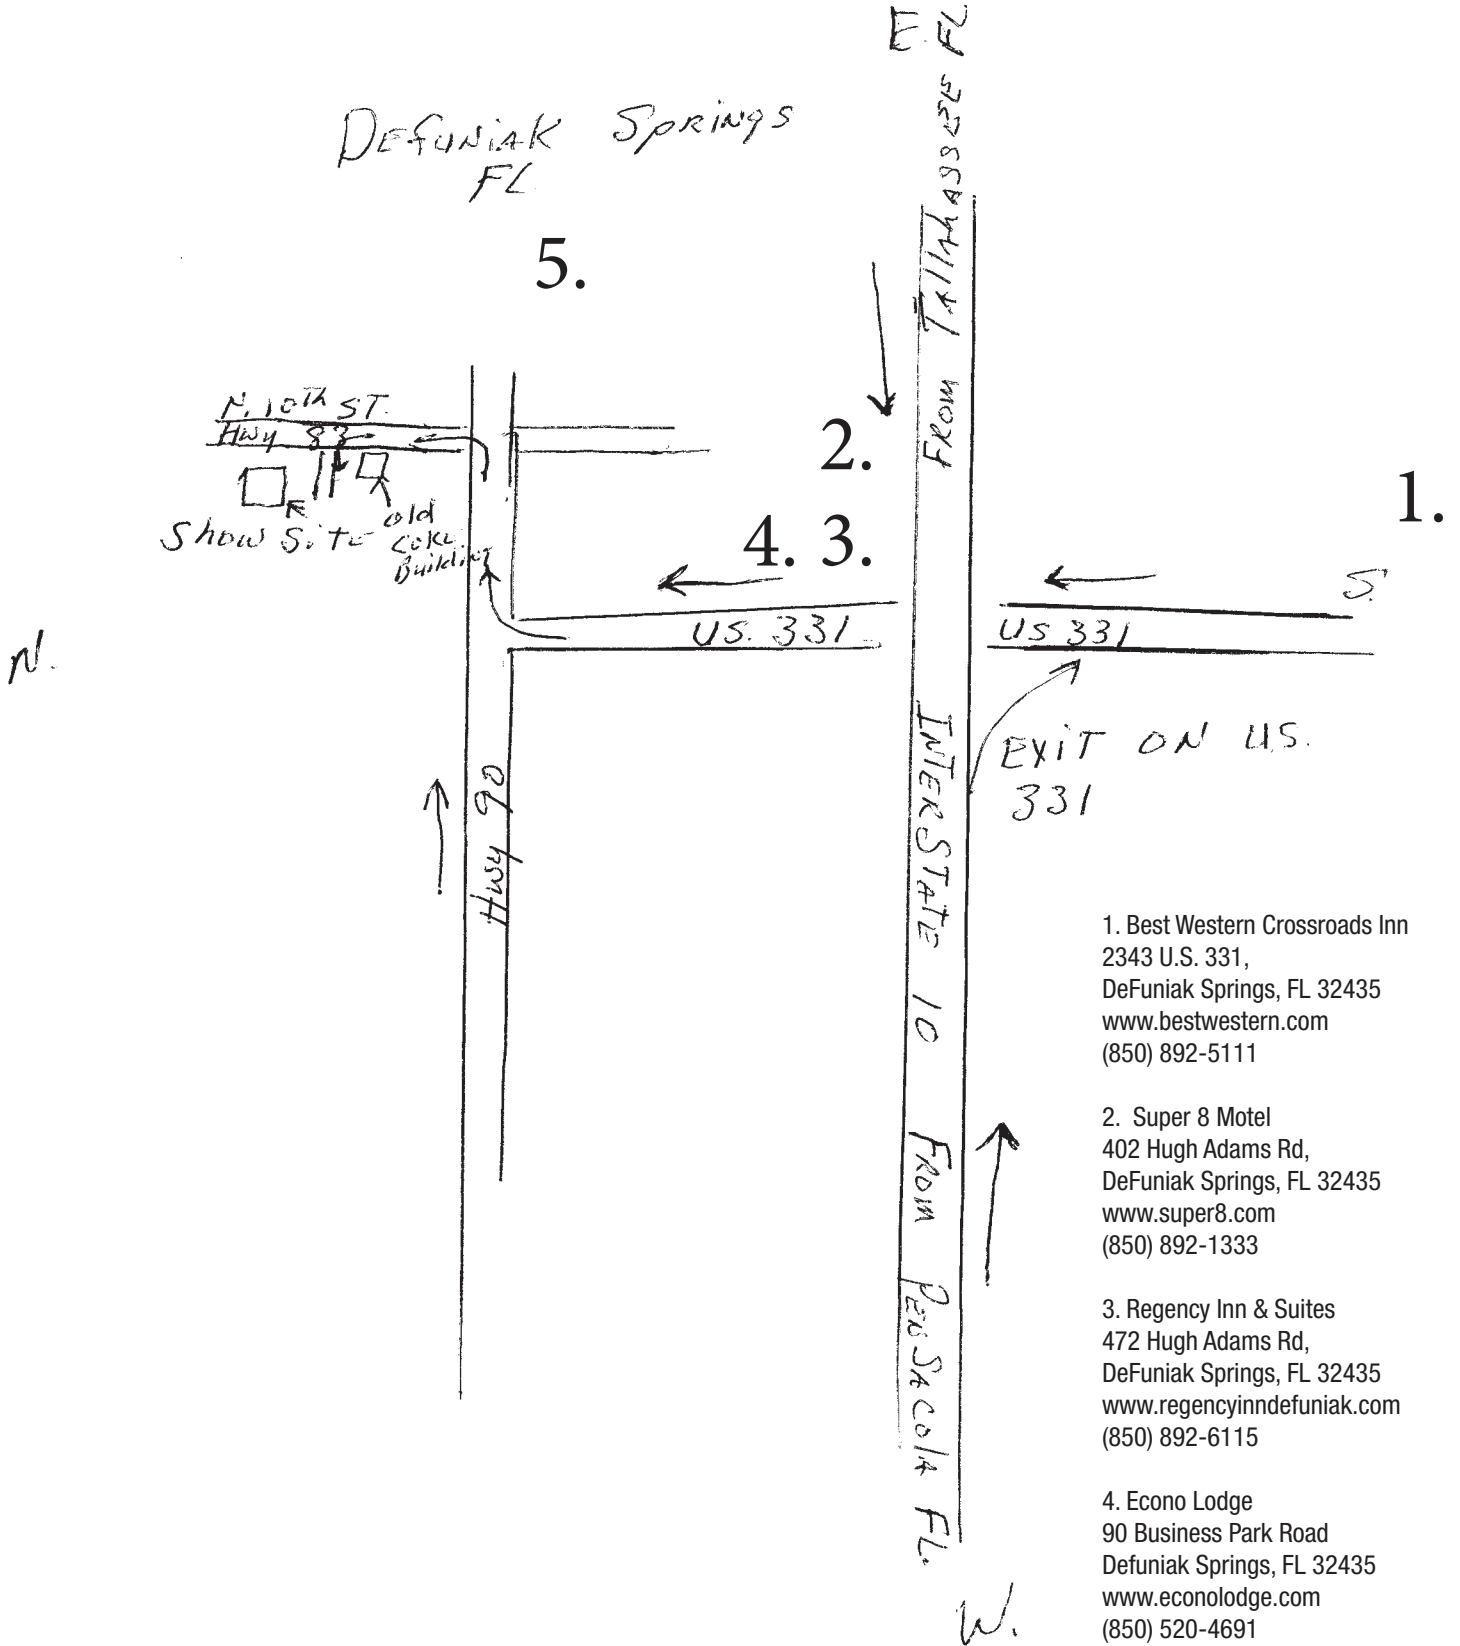 E.
DEFUNIAK SPRINGS
FL
5.
FROM TALLAHASSEE FL
N. 10Th ST.
Hwy 83
2.
1.
Show Site
old
Coke
Building
4. 3.
S.
US. 331
US 331
N.
EXIT ON U.S.
331
Hwy 90
INTERSTATE 10 FROM PENSACOLA FL.
W.
1. Best Western Crossroads Inn
2343 U.S. 331,
DeFuniak Springs, FL 32435
www.bestwestern.com
(850) 892-5111
2. Super 8 Motel
402 Hugh Adams Rd,
DeFuniak Springs, FL 32435
www.super8.com
(850) 892-1333
3. Regency Inn & Suites
472 Hugh Adams Rd,
DeFuniak Springs, FL 32435
www.regencyinndefuniak.com
(850) 892-6115
4. Econo Lodge
90 Business Park Road
Defuniak Springs, FL 32435
www.econolodge.com
(850) 520-4691